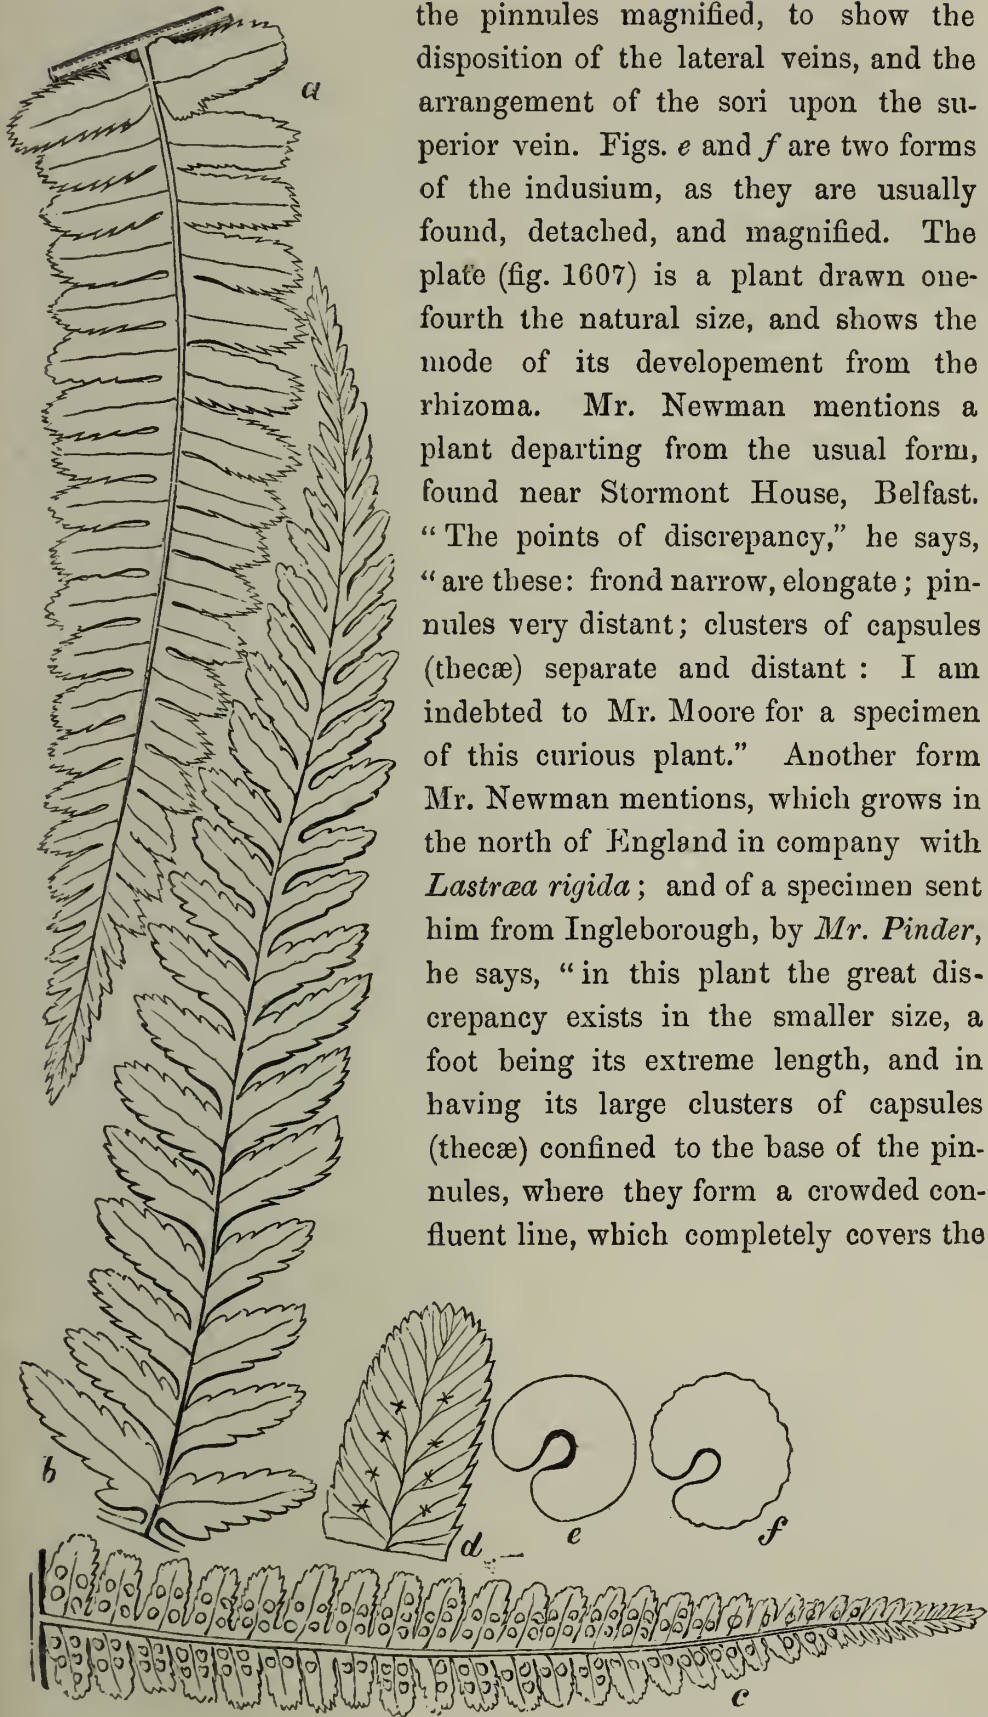 the pinnules magnified, to show the
disposition of the lateral veins, and the
arrangement of the sori upon the su-
perior vein. Figs. e and f are two forms
of the indusium, as they are usually
found, detached, and magnified. The
plate (fig. 1607) is a plant drawn one-
fourth the natural size, and shows the
mode of its developement from the
rhizoma. Mr. Newman mentions a
plant departing from the usual form,
found near Stormont House, Belfast.
“The points of discrepancy,” he says,
“are these: frond narrow, elongate; pin-
nules very distant; clusters of capsules
(thecæ) separate and distant: I am
indebted to Mr. Moore for a specimen
of this curious plant.” Another form
Mr. Newman mentions, which grows in
the north of England in company with
Lastræa rigida; and of a specimen sent
him from Ingleborough, by Mr. Pinder,
he says, “in this plant the great dis-
crepancy exists in the smaller size, a
foot being its extreme length, and in
having its large clusters of capsules
(thecæ) confined to the base of the pin-
nules, where they form a crowded con-
fluent line, which completely covers the
a
b
d
e
f
c